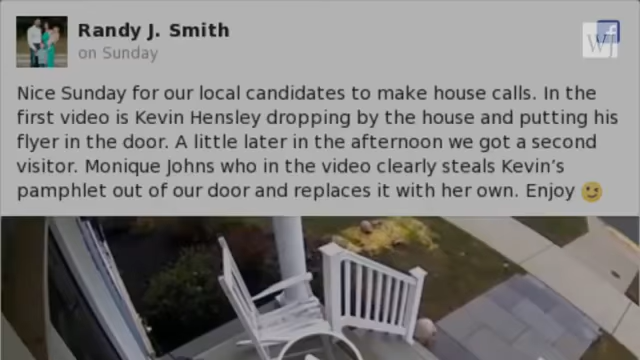 Randy J. Smith
on Sunday
WJ
Nice Sunday for our local candidates to make house calls. In the
first video is Kevin Hensley dropping by the house and putting his
flyer in the door. A little later in the afternoon we got a second
visitor. Monique Johns who in the video clearly steals Kevin’s
pamphlet out of our door and replaces it with her own. Enjoy 😉